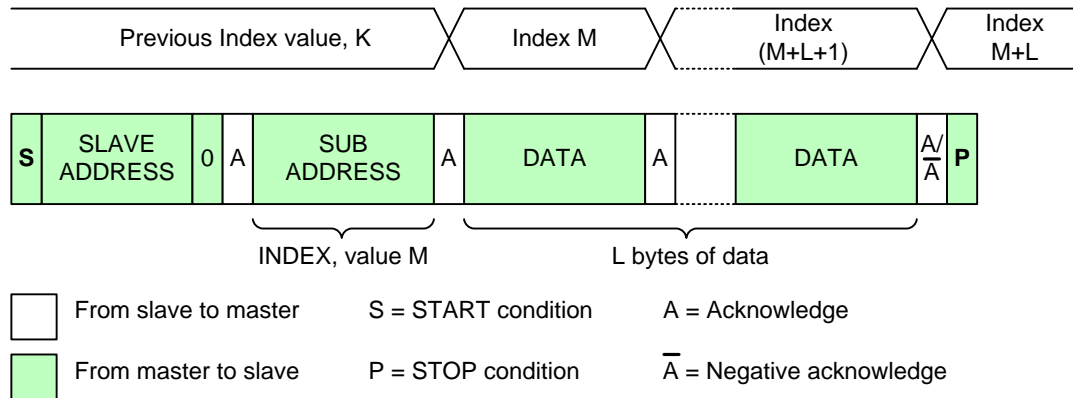 Previous Index value, K
Index M
Index
(M+L+1)
Index
M+L
S
SLAVE
ADDRESS
0
A
SUB
ADDRESS
A
DATA
A
DATA
A/
A̅
P
INDEX, value M
L bytes of data
From slave to master
S = START condition
A = Acknowledge
From master to slave
P = STOP condition
A̅ = Negative acknowledge